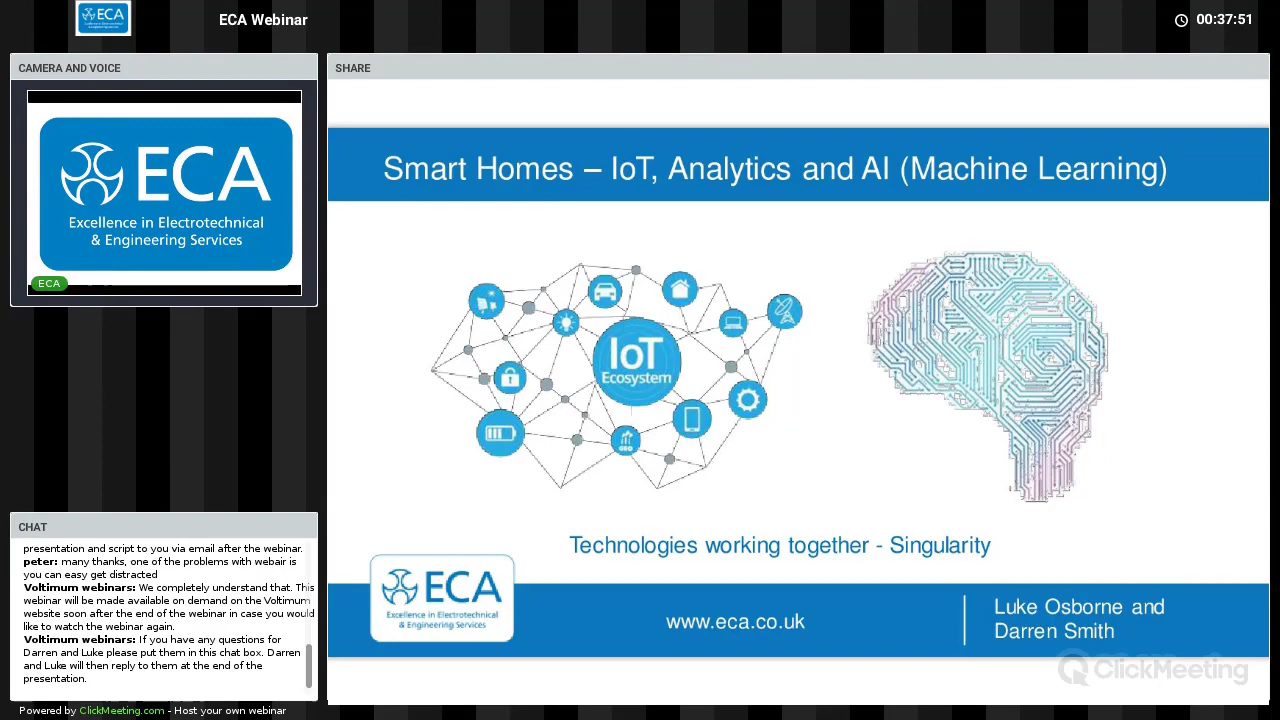 ECA
ECA Webinar
00:37:51
CAMERA AND VOICE
ECA
Excellence in Electrotechnical
& Engineering Services
ECA
SHARE
Smart Homes – IoT, Analytics and AI (Machine Learning)
IoT
Ecosystem
Technologies working together - Singularity
ECA
Excellence in Electrotechnical
& Engineering Services
www.eca.co.uk
Luke Osborne and
Darren Smith
ClickMeeting
CHAT
presentation and script to you via email after the webinar.
peter: many thanks, one of the problems with webair is
you can easy get distracted
Voltimum webinars: We completely understand that. This
webinar will be made available on demand on the Voltimum
website soon after the end of the webinar in case you would
like to watch the webinar again.
Voltimum webinars: If you have any questions for
Darren and Luke please put them in this chat box. Darren
and Luke will then reply to them at the end of the
presentation.
Powered by ClickMeeting.com - Host your own webinar